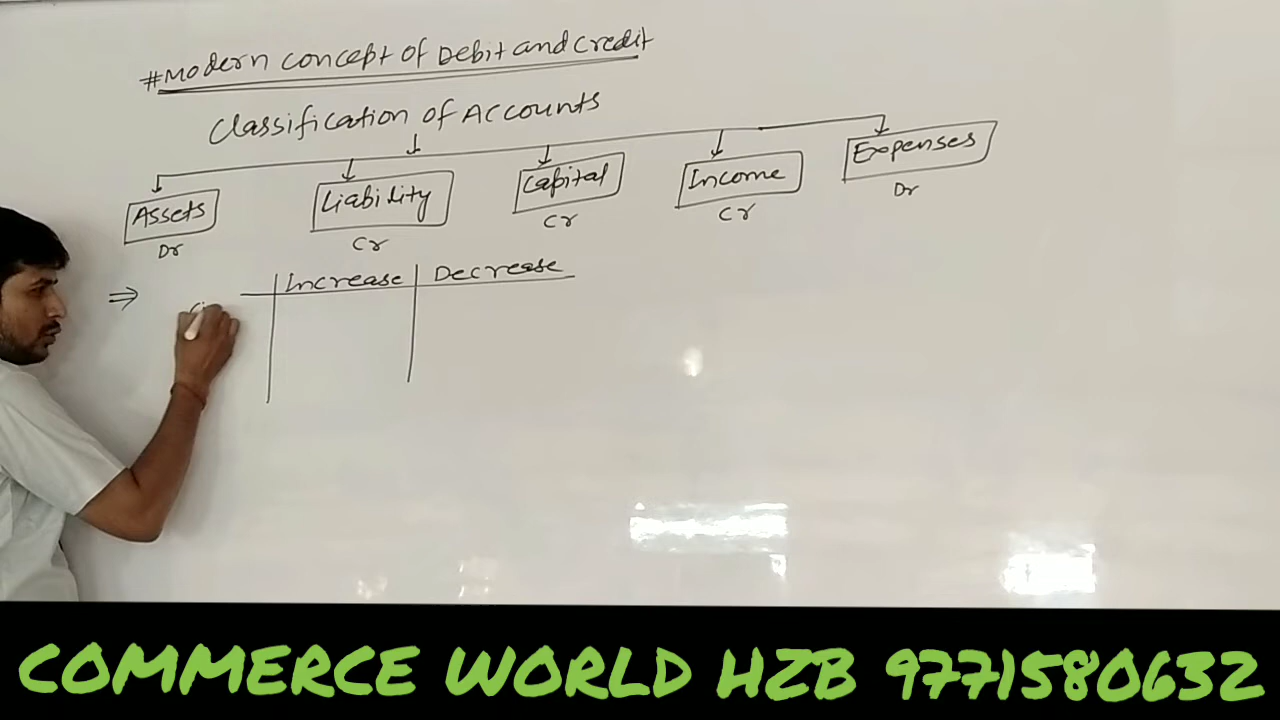 #Modern concept of Debit and Credit
Classification of Accounts
Assets Liability Capital Income Expenses
Dr Cr Cr Cr Dr
⇒ Increase Decrease
COMMERCE WORLD HZB 9771580632